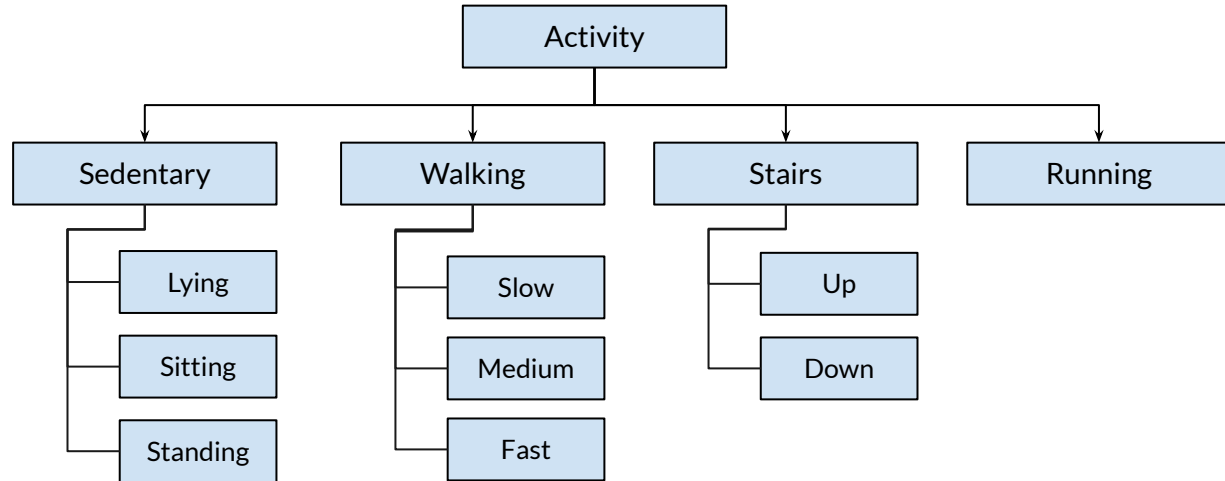 Activity
Sedentary
Walking
Stairs
Running
Lying
Sitting
Standing
Slow
Medium
Fast
Up
Down